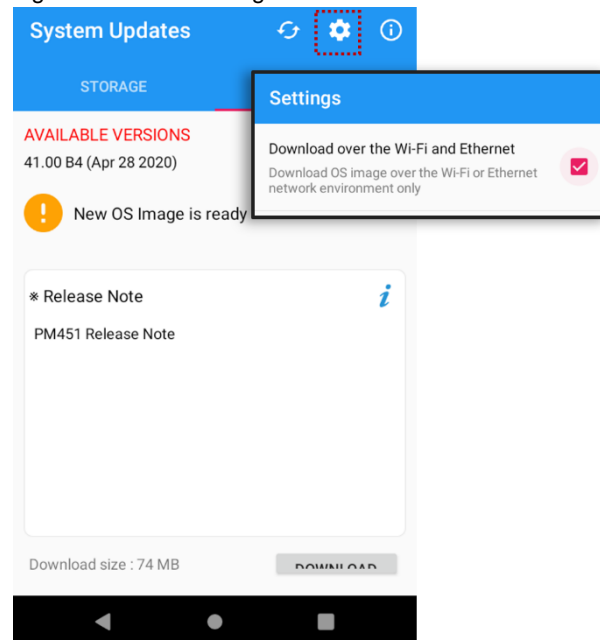 System Updates
STORAGE
Settings
AVAILABLE VERSIONS
41.00 B4 (Apr 28 2020)
Download over the Wi-Fi and Ethernet
Download OS image over the Wi-Fi or Ethernet
network environment only
New OS Image is ready
※ Release Note
PM451 Release Note
Download size : 74 MB
DOWNLOAD